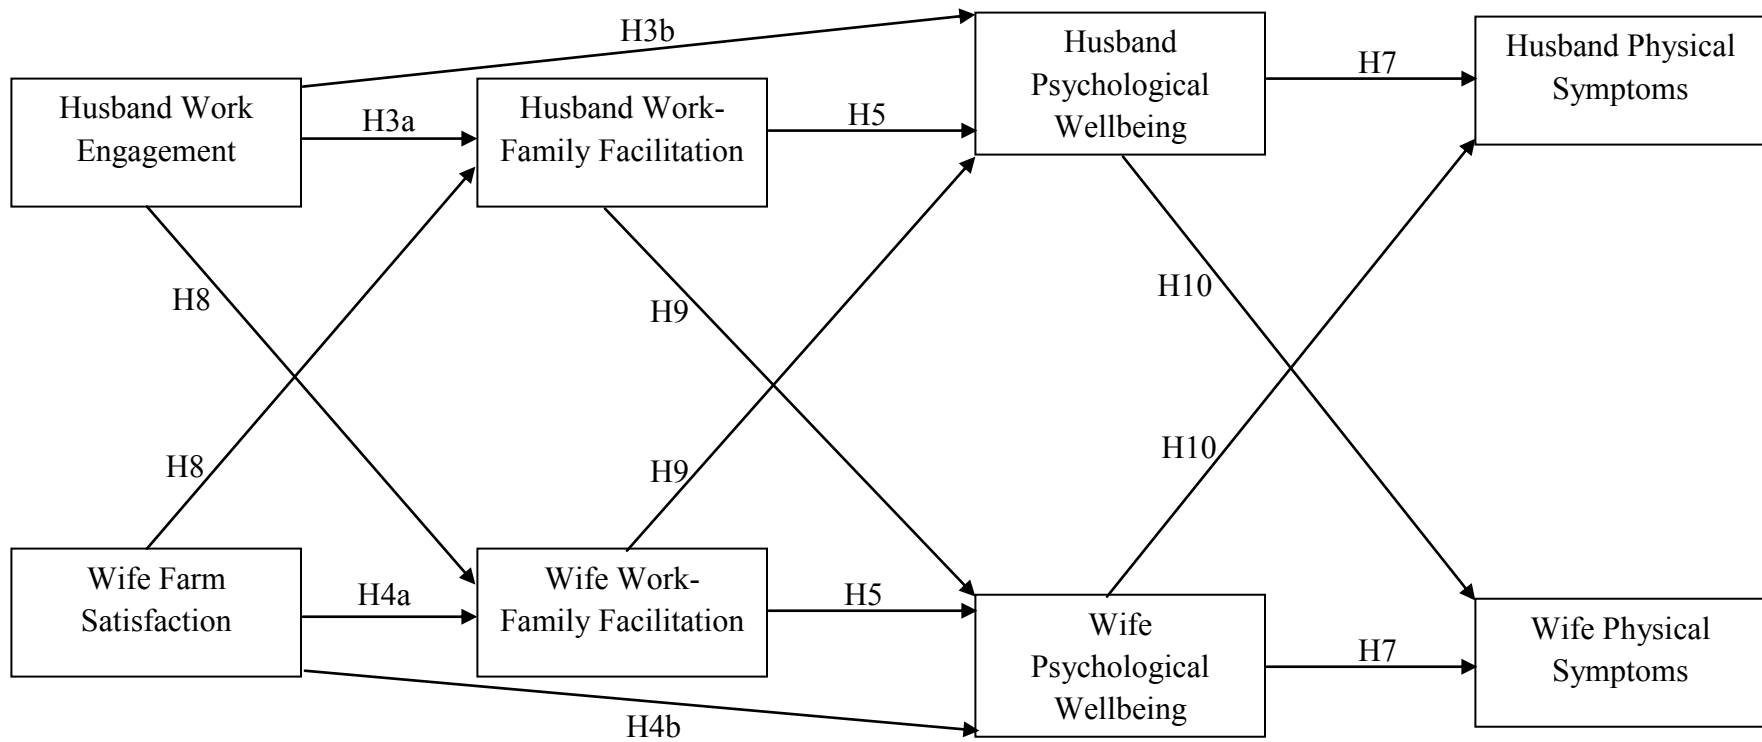 H3b
Husband
Psychological
Wellbeing
H7
Husband Physical
Symptoms
Husband Work
Engagement
H3a
Husband Work-
Family Facilitation
H5
H8
H9
H10
H8
H9
H10
Wife Farm
Satisfaction
H4a
Wife Work-
Family Facilitation
H5
Wife
Psychological
Wellbeing
H7
Wife Physical
Symptoms
H4b